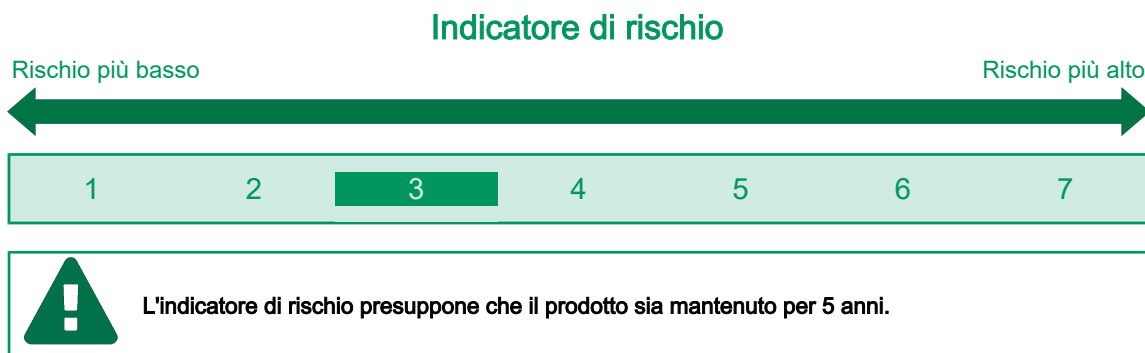 Indicatore di rischio
Rischio più basso Rischio più alto
1 2 3 4 5 6 7
L'indicatore di rischio presuppone che il prodotto sia mantenuto per 5 anni.